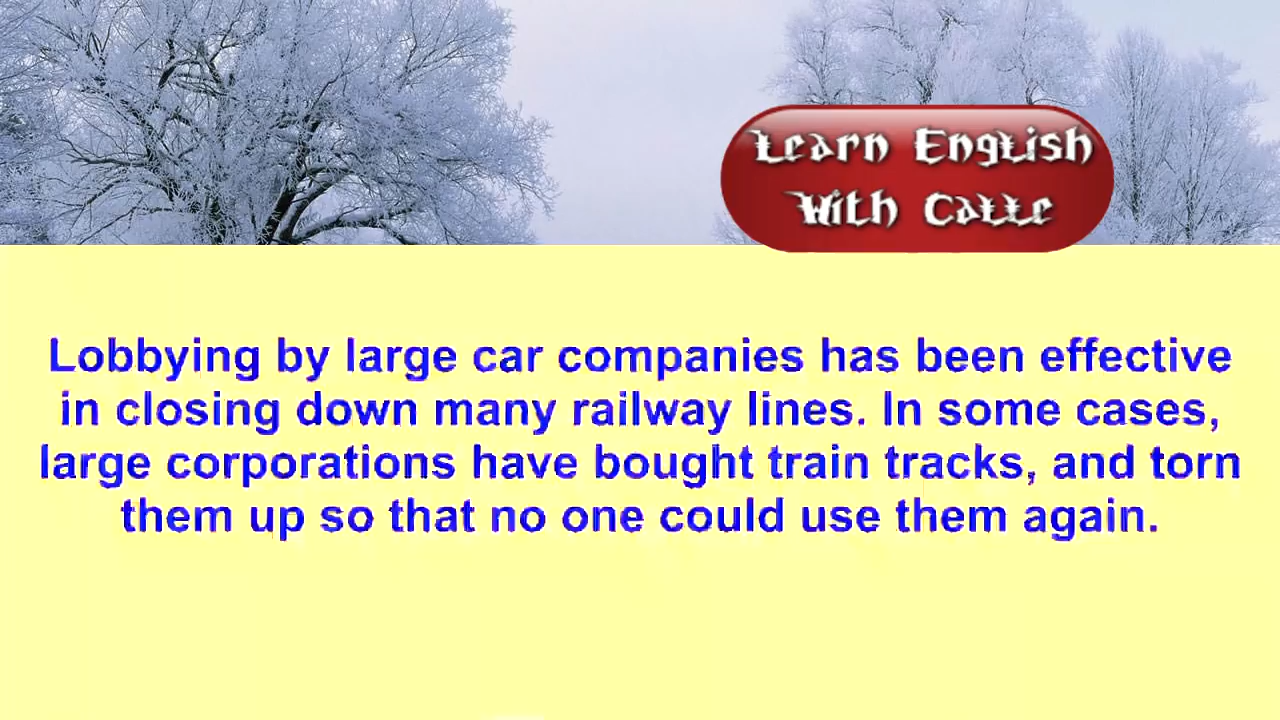 Learn English
With Calle
Lobbying by large car companies has been effective
in closing down many railway lines. In some cases,
large corporations have bought train tracks, and torn
them up so that no one could use them again.